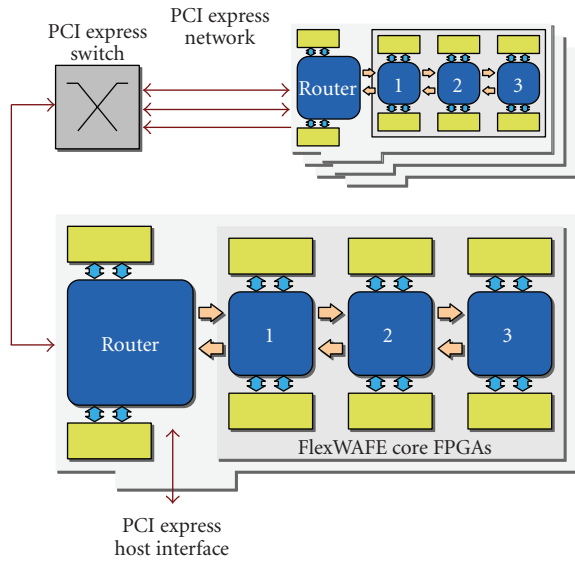 PCI express
switch
PCI express
network
Router
1
2
3
Router
1
2
3
FlexWAFE core FPGAs
PCI express
host interface